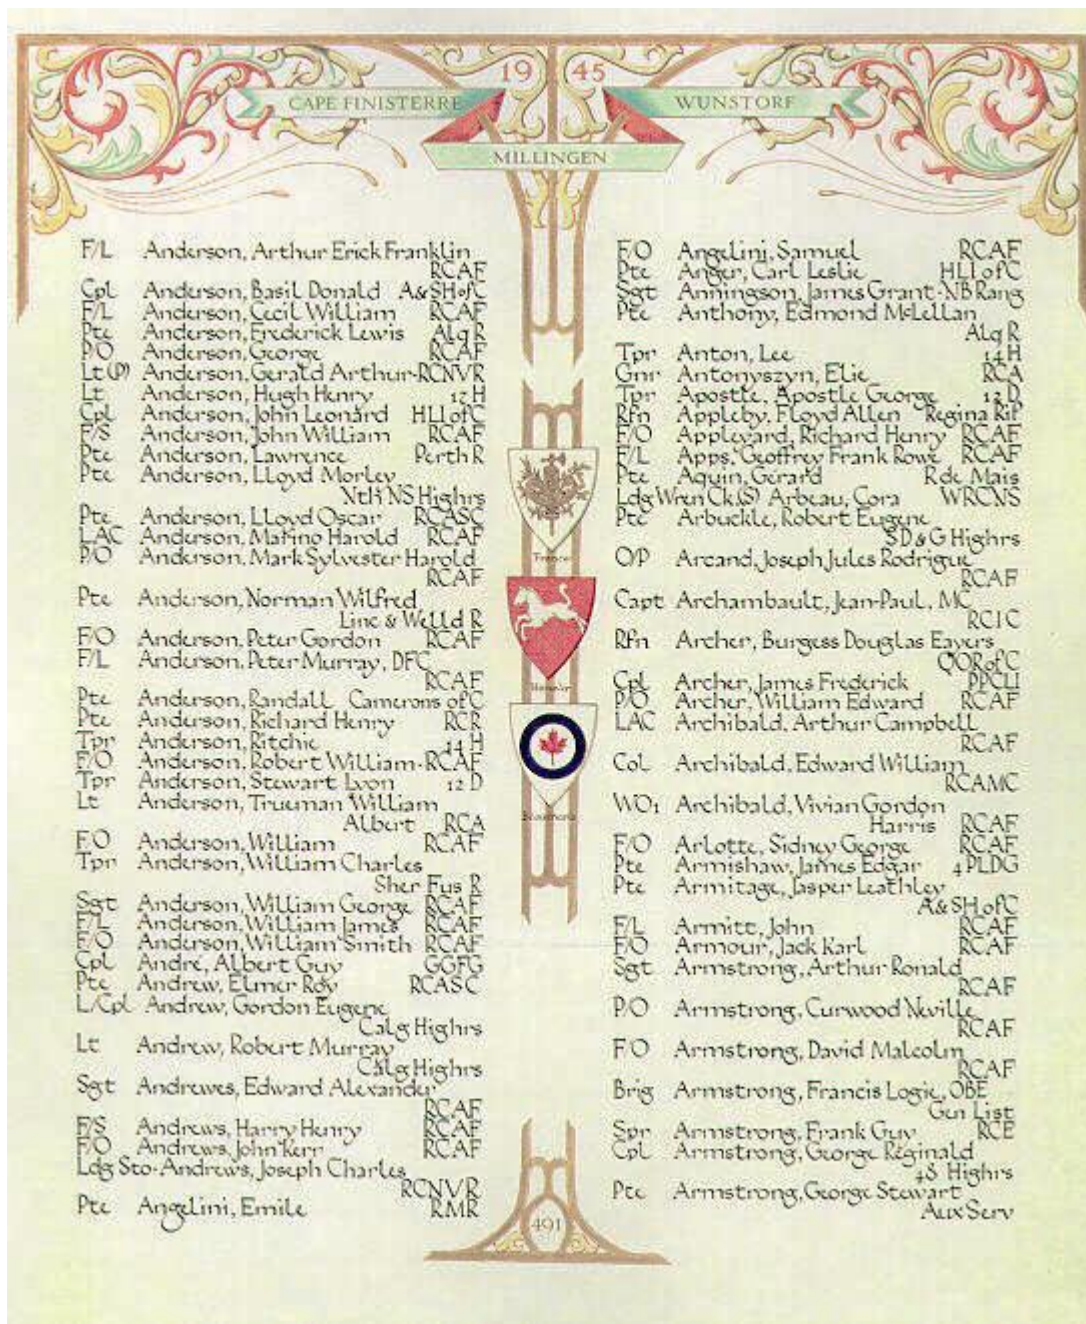 19 45
CAPE FINISTERRE
WUNSTORF
MILLINGEN
F/L Anderson, Arthur Erick Franklin
RCAF
Cpl Anderson, Basil Donald A&SHofC
F/L Anderson, Cecil William RCAF
Pte Anderson, Frederick Lewis Alq R
P/O Anderson, George RCAF
Lt (P) Anderson, Gerald Arthur-RCNVR
Lt Anderson, Hugh Henry 12 H
Cpl Anderson, John Leonard HLI ofC
F/S Anderson, John William RCAF
Pte Anderson, Lawrence Perth R
Pte Anderson, Lloyd Morley
Nth NS Highrs
Pte Anderson, Lloyd Oscar RCASC
LAC Anderson, Marino Harold RCAF
P/O Anderson, Mark Sylvester Harold
RCAF
Pte Anderson, Norman Wilfred
Linc & Welld R
F/O Anderson, Peter Gordon RCAF
F/L Anderson, Peter Murray, DFC
RCAF
Pte Anderson, Randall Camerons ofC
Pte Anderson, Richard Henry RCR
Tpr Anderson, Ritchie 14 H
F/O Anderson, Robert William-RCAF
Tpr Anderson, Stewart Lyon 12 D
Lt Anderson, Trueman William
Albert RCA
F/O Anderson, William RCAF
Tpr Anderson, William Charles
Sher Fus R
Sgt Anderson, William George RCAF
F/L Anderson, William James RCAF
F/O Anderson, William Smith RCAF
Cpl Andre, Albert Guy GGFG
Pte Andrew, Elmer Roy RCASC
L/Cpl Andrew, Gordon Eugene
Calg Highrs
Lt Andrew, Robert Murray
Calg Highrs
Sgt Andrewes, Edward Alexander
RCAF
F/S Andrews, Harry Henry RCAF
F/O Andrews, John Kerr RCAF
Ldg Sto-Andrews, Joseph Charles
RCNVR
Pte Angelini, Emile RMR
France
Hanover
491
F/O Angelini, Samuel RCAF
Pte Anger, Carl Leslie HLI ofC
Sgt Anningson, James Grant-NB Rang
Pte Anthony, Edmond McLellan
Alq R
Tpr Anton, Lee 14 H
Gnr Antonyszyn, Elie RCA
Tpr Apostle, Apostle George 12 D
Rfn Appleby, Floyd Allen Regina Rif
F/O Appleyard, Richard Henry RCAF
F/L Apps, Geoffrey Frank Rowe RCAF
Pte Aquin, Gerard R de Mais
Ldg Wren Ck.(S) Arbeau, Cora WRCNS
Pte Arbuckle, Robert Eugene
SD&G Highrs
O/P Arcand, Joseph Jules Rodrigue
RCAF
Capt Archambault, Jean-Paul, MC
RCIC
Rfn Archer, Burgess Douglas Eayers
QORofC
Cpl Archer, James Frederick PPCLI
P/O Archer, William Edward RCAF
LAC Archibald, Arthur Campbell
RCAF
Col Archibald, Edward William
RCAMC
WO1 Archibald, Vivian Gordon
Harris RCAF
F/O Arlotte, Sidney George RCAF
Pte Armishaw, James Edgar 4 PLDG
Pte Armitage, Jasper Leathley
A&SHofC
F/L Armitt, John RCAF
F/O Armour, Jack Karl RCAF
Sgt Armstrong, Arthur Ronald
RCAF
P/O Armstrong, Curwood Neville
RCAF
F/O Armstrong, David Malcolm
RCAF
Brig Armstrong, Francis Logie, OBE
Gen List
Spr Armstrong, Frank Guy RCE
Cpl Armstrong, George Reginald
48 Highrs
Pte Armstrong, George Stewart
Aux Serv